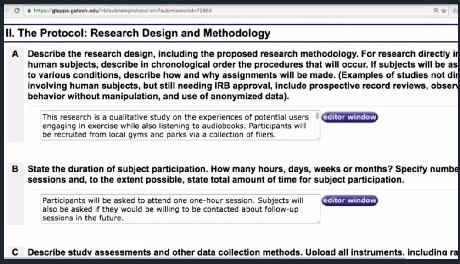 https://gtapps.gatech.edu/irb/submewprotocol.cfm?submissionid=72864
II. The Protocol: Research Design and Methodology
A Describe the research design, including the proposed research methodology. For research directly in
human subjects, describe in chronological order the procedures that will occur. If subjects will be as
to various conditions, describe how and why assignments will be made. (Examples of studies not dir
involving human subjects, but still needing IRB approval, include prospective record reviews, observ
behavior without manipulation, and use of anonymized data).
This research is a qualitative study on the experiences of potential users
engaging in exercise while also listening to audiobooks. Participants will
be recruited from local gyms and parks via a collection of fliers.
editor window
B State the duration of subject participation. How many hours, days, weeks or months? Specify numbe
sessions and, to the extent possible, state total amount of time for subject participation.
Participants will be asked to attend one one-hour session. Subjects will
also be asked if they would be willing to be contacted about follow-up
sessions in the future.
editor window
C Describe study assessments and other data collection methods. Upload all instruments, including ra